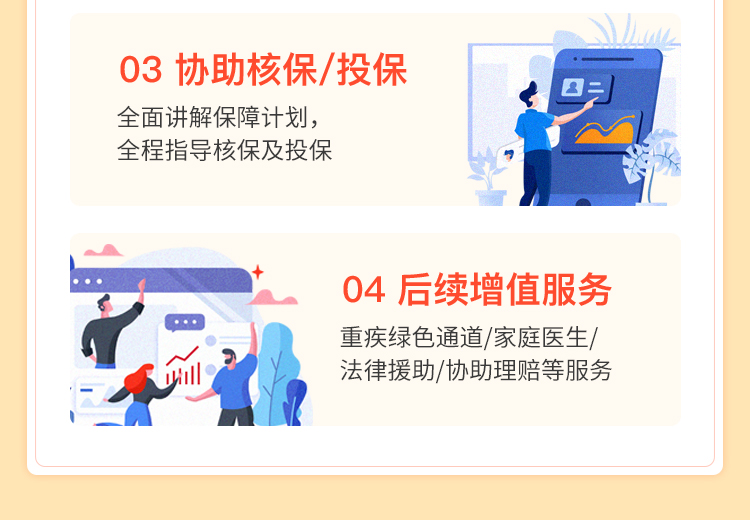 03 协助核保/投保
全面讲解保障计划，
全程指导核保及投保
04 后续增值服务
重疾绿色通道/家庭医生/
法律援助/协助理赔等服务